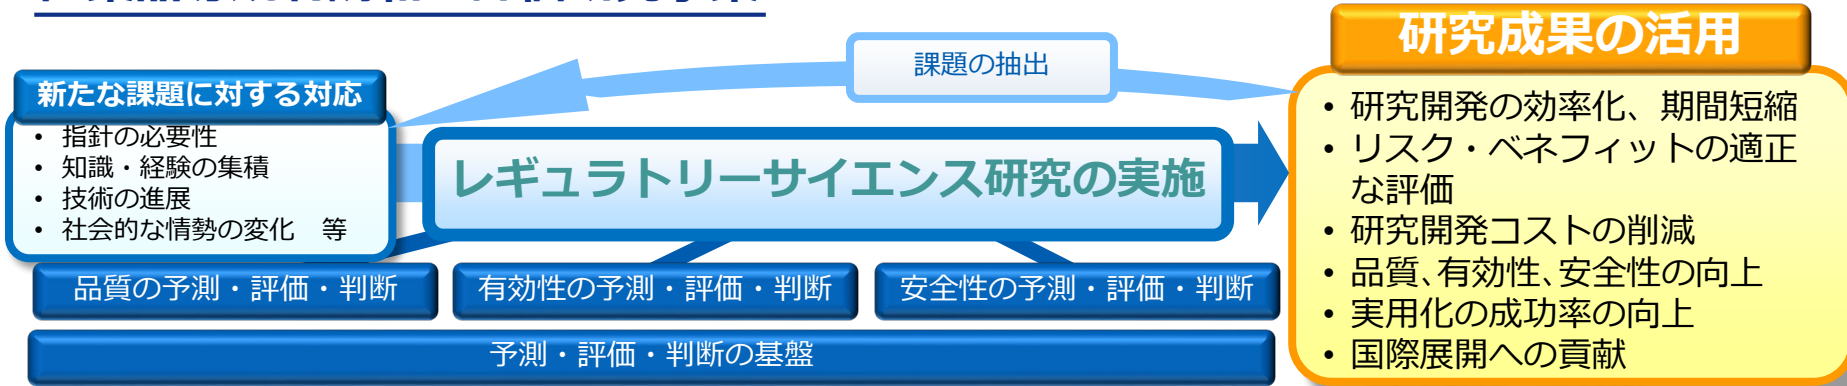 課題の抽出
新たな課題に対する対応
• 指針の必要性
• 知識・経験の集積
• 技術の進展
• 社会的な情勢の変化　等
レギュラトリーサイエンス研究の実施
品質の予測・評価・判断
有効性の予測・評価・判断
安全性の予測・評価・判断
予測・評価・判断の基盤
研究成果の活用
• 研究開発の効率化、期間短縮
• リスク・ベネフィットの適正
な評価
• 研究開発コストの削減
• 品質、有効性、安全性の向上
• 実用化の成功率の向上
• 国際展開への貢献